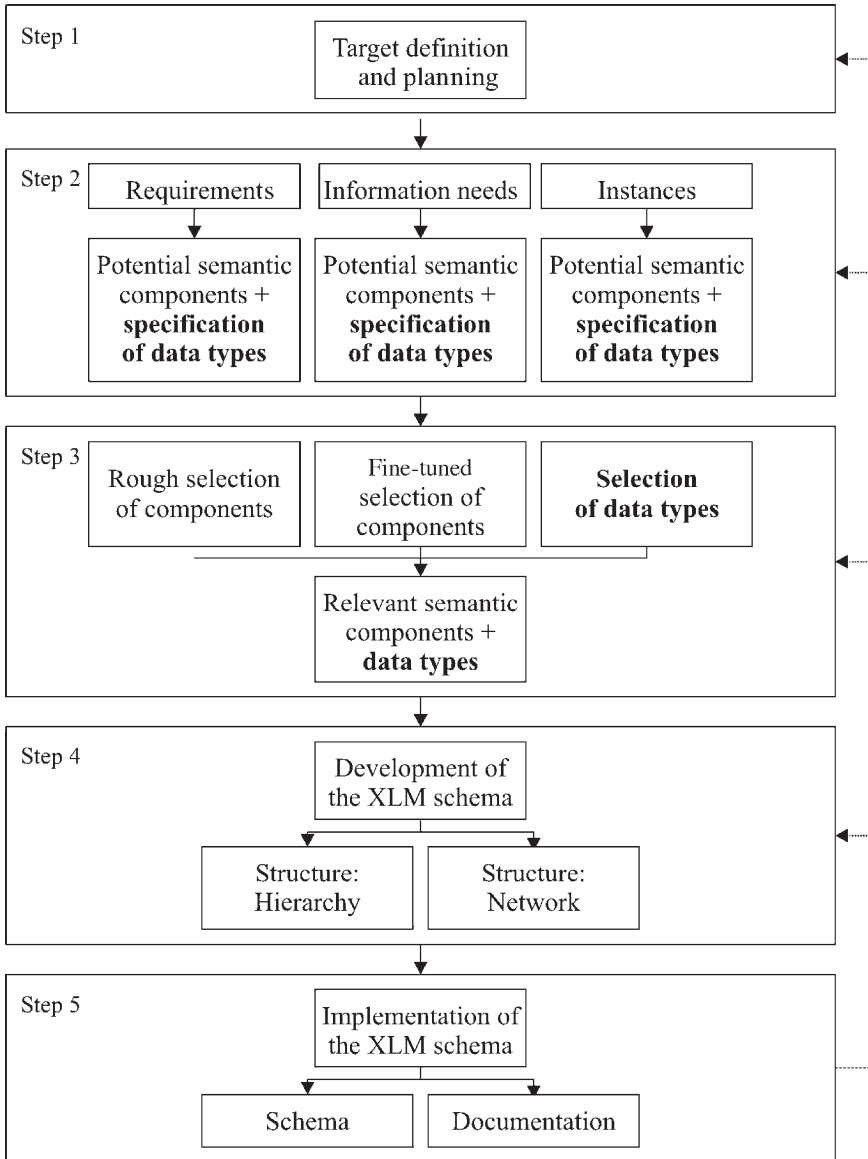 Step 1
Target definition
and planning
Step 2
Requirements
Information needs
Instances
Potential semantic
components +
specification
of data types
Potential semantic
components +
specification
of data types
Potential semantic
components +
specification
of data types
Step 3
Rough selection
of components
Fine-tuned
selection of
components
Selection
of data types
Relevant semantic
components +
data types
Step 4
Development of
the XLM schema
Structure:
Hierarchy
Structure:
Network
Step 5
Implementation of
the XLM schema
Schema
Documentation